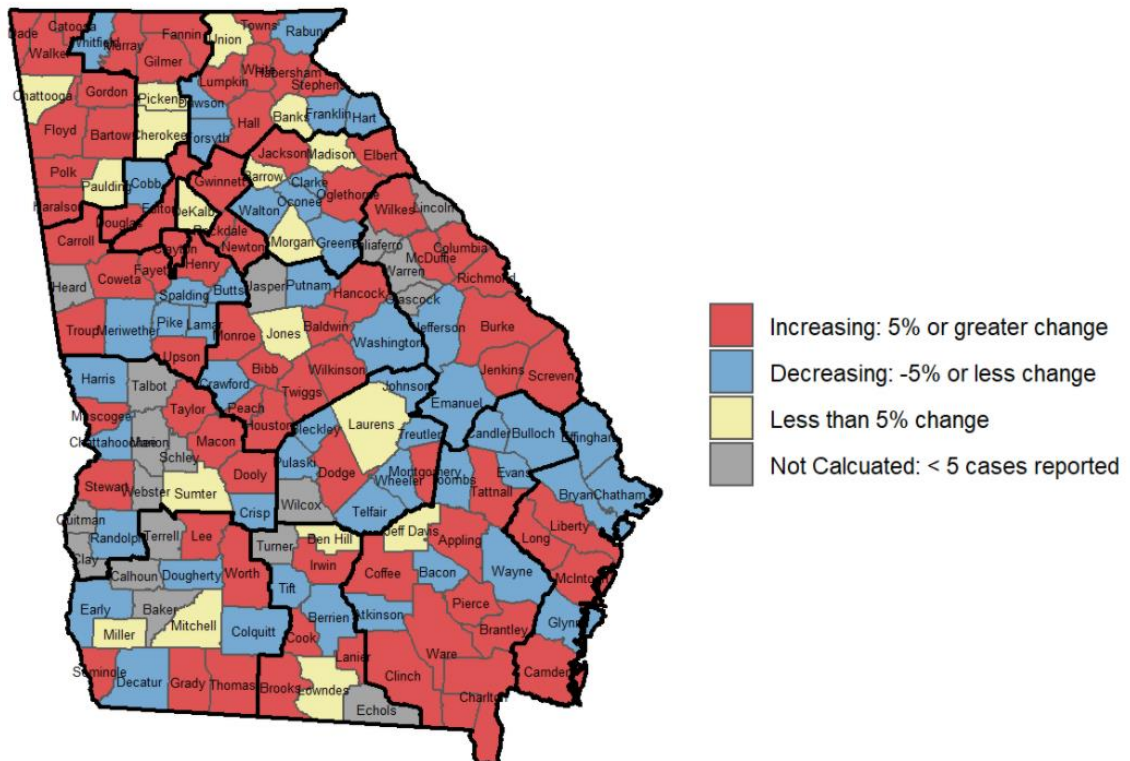 Dade
Catoosa
Whitfield
Murray
Fannin
Union
Towns
Rabun
Walker
Gilmer
White
Habersham
Lumpkin
Stephens
Chattooga
Gordon
Pickens
Dawson
Banks
Franklin
Hart
Floyd
Bartow
Cherokee
Forsyth
Hall
Jackson
Madison
Elbert
Polk
Paulding
Cobb
Gwinnett
Barrow
Clarke
Oconee
Oglethorpe
Wilkes
Lincoln
Haralson
Douglas
Fulton
DeKalb
Rockdale
Walton
Newton
Morgan
Greene
Taliaferro
Columbia
McDuffie
Warren
Richmond
Glascock
Carroll
Clayton
Fayette
Henry
Coweta
Heard
Spalding
Butts
Jasper
Putnam
Hancock
Jefferson
Burke
Troup
Meriwether
Pike
Lamar
Monroe
Jones
Baldwin
Washington
Upson
Bibb
Wilkinson
Jenkins
Screven
Harris
Talbot
Crawford
Twiggs
Johnson
Emanuel
Muscogee
Taylor
Peach
Houston
Bleckley
Laurens
Treutlen
Candler
Bulloch
Effingham
Chattahoochee
Marion
Macon
Schley
Pulaski
Dodge
Montgomery
Wheeler
Toombs
Evans
Tattnall
Bryan
Chatham
Stewart
Webster
Sumter
Dooly
Crisp
Wilcox
Telfair
Quitman
Randolph
Terrell
Lee
Turner
Ben Hill
Jeff Davis
Appling
Long
Liberty
Clay
Calhoun
Dougherty
Worth
Irwin
Coffee
Bacon
Wayne
McIntosh
Tift
Early
Baker
Mitchell
Colquitt
Berrien
Atkinson
Pierce
Brantley
Glynn
Miller
Cook
Lanier
Ware
Clinch
Camden
Seminole
Decatur
Grady
Thomas
Brooks
Lowndes
Echols
Charlton
Increasing: 5% or greater change
Decreasing: -5% or less change
Less than 5% change
Not Calcuated: < 5 cases reported